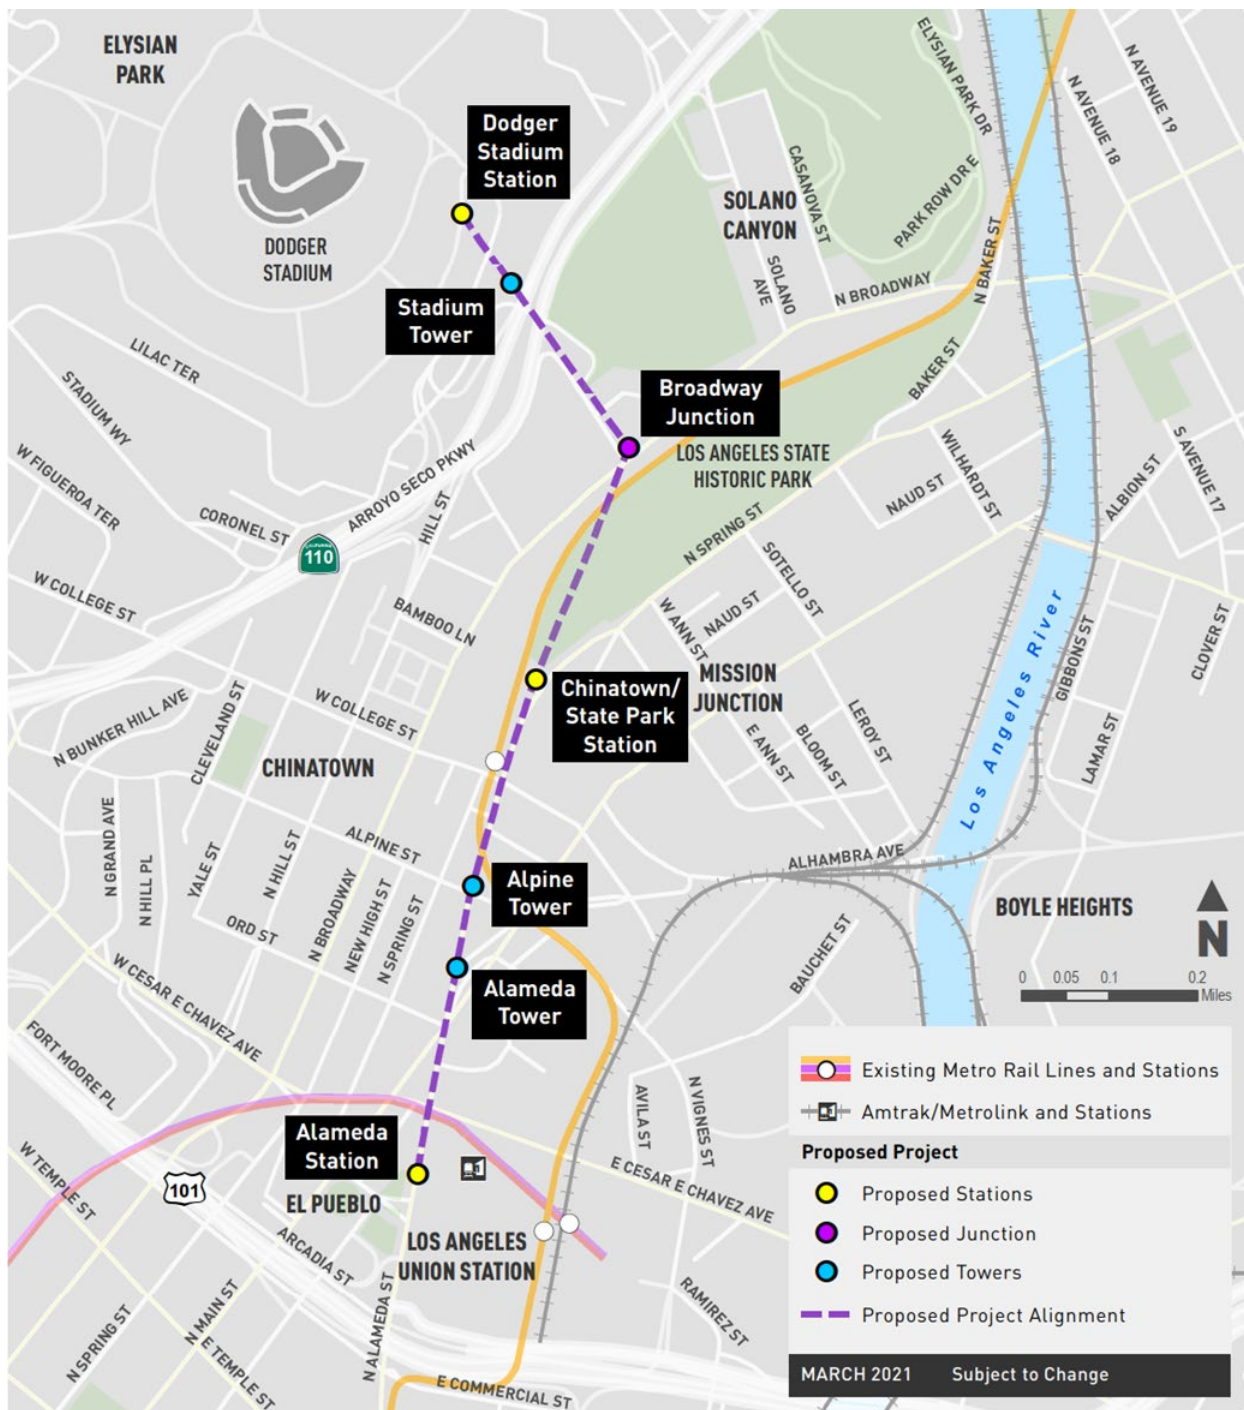 ELYSIAN
PARK
Dodger
Stadium
Station
DODGER
STADIUM
Stadium
Tower
SOLANO
CANYON
CASANOVA ST
SOLANO
AVE
ELYSIAN PARK DR
PARK ROW DR E
N BROADWAY
N BAKER ST
N AVENUE 18
N AVENUE 19
LILAC TER
STADIUM WY
W FIGUEROA TER
CORONEL ST
ARROYO SECO PKWY
HILL ST
CALIFORNIA
110
Broadway
Junction
LOS ANGELES STATE
HISTORIC PARK
BAKER ST
WILHARDT ST
NAUD ST
N SPRING ST
SOTELLO ST
ALBION ST
S AVENUE 17
W COLLEGE ST
BAMBOO LN
W ANN ST
NAUD ST
MISSION
JUNCTION
Los Angeles River
GIBBONS ST
CLOVER ST
LAMAR ST
N BUNKER HILL AVE
CLEVELAND ST
W COLLEGE ST
CHINATOWN
Chinatown/
State Park
Station
E ANN ST
BLOOM ST
LEROY ST
N GRAND AVE
N HILL PL
YALE ST
N HILL ST
ALPINE ST
ORD ST
N BROADWAY
NEW HIGH ST
N SPRING ST
Alpine
Tower
ALHAMBRA AVE
BOYLE HEIGHTS
BAUCHET ST
N
0 0.05 0.1 0.2
Miles
Alameda
Tower
W CESAR E CHAVEZ AVE
FORT MOORE PL
W TEMPLE ST
101
Alameda
Station
EL PUEBLO
LOS ANGELES
UNION STATION
AVILA ST
N VIGNES ST
E CESAR E CHAVEZ AVE
ARCADIA ST
N MAIN ST
N SPRING ST
E TEMPLE ST
N ALAMEDA ST
RAMIREZ ST
E COMMERCIAL ST
Existing Metro Rail Lines and Stations
Amtrak/Metrolink and Stations
Proposed Project
Proposed Stations
Proposed Junction
Proposed Towers
Proposed Project Alignment
MARCH 2021 Subject to Change